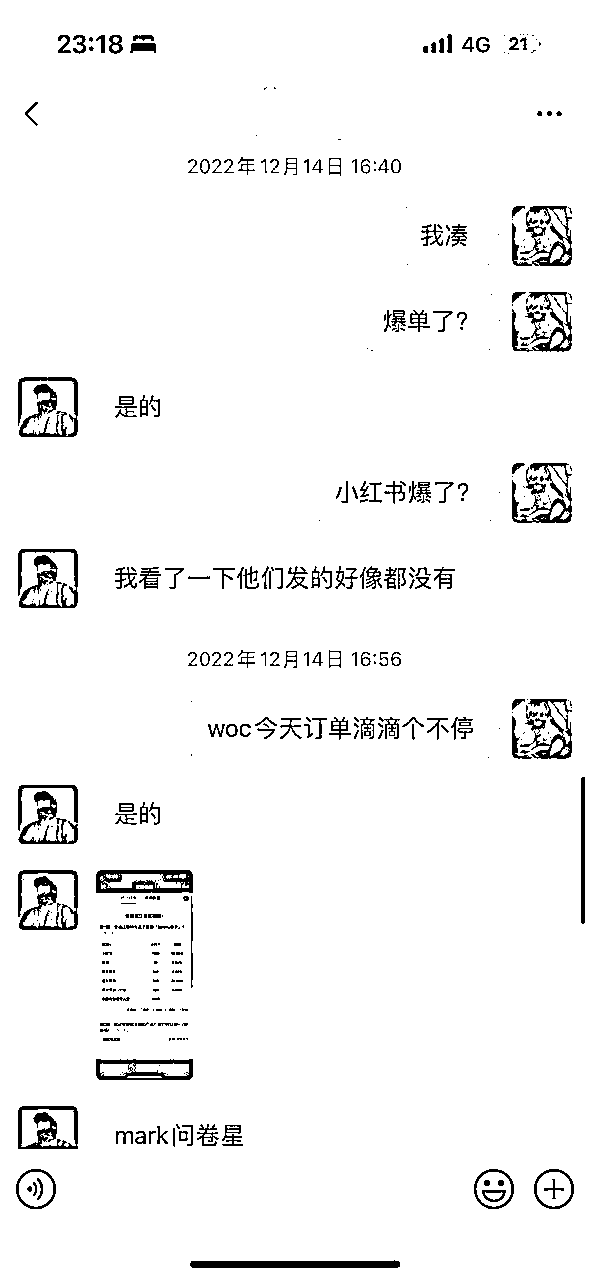 23:18
4G
21
2022年12月14日 16:40
我凑
爆单了?
是的
小红书爆了?
我看了一下他们发的好像都没有
2022年12月14日 16:56
woc今天订单滴滴个不停
是的
mark问卷星